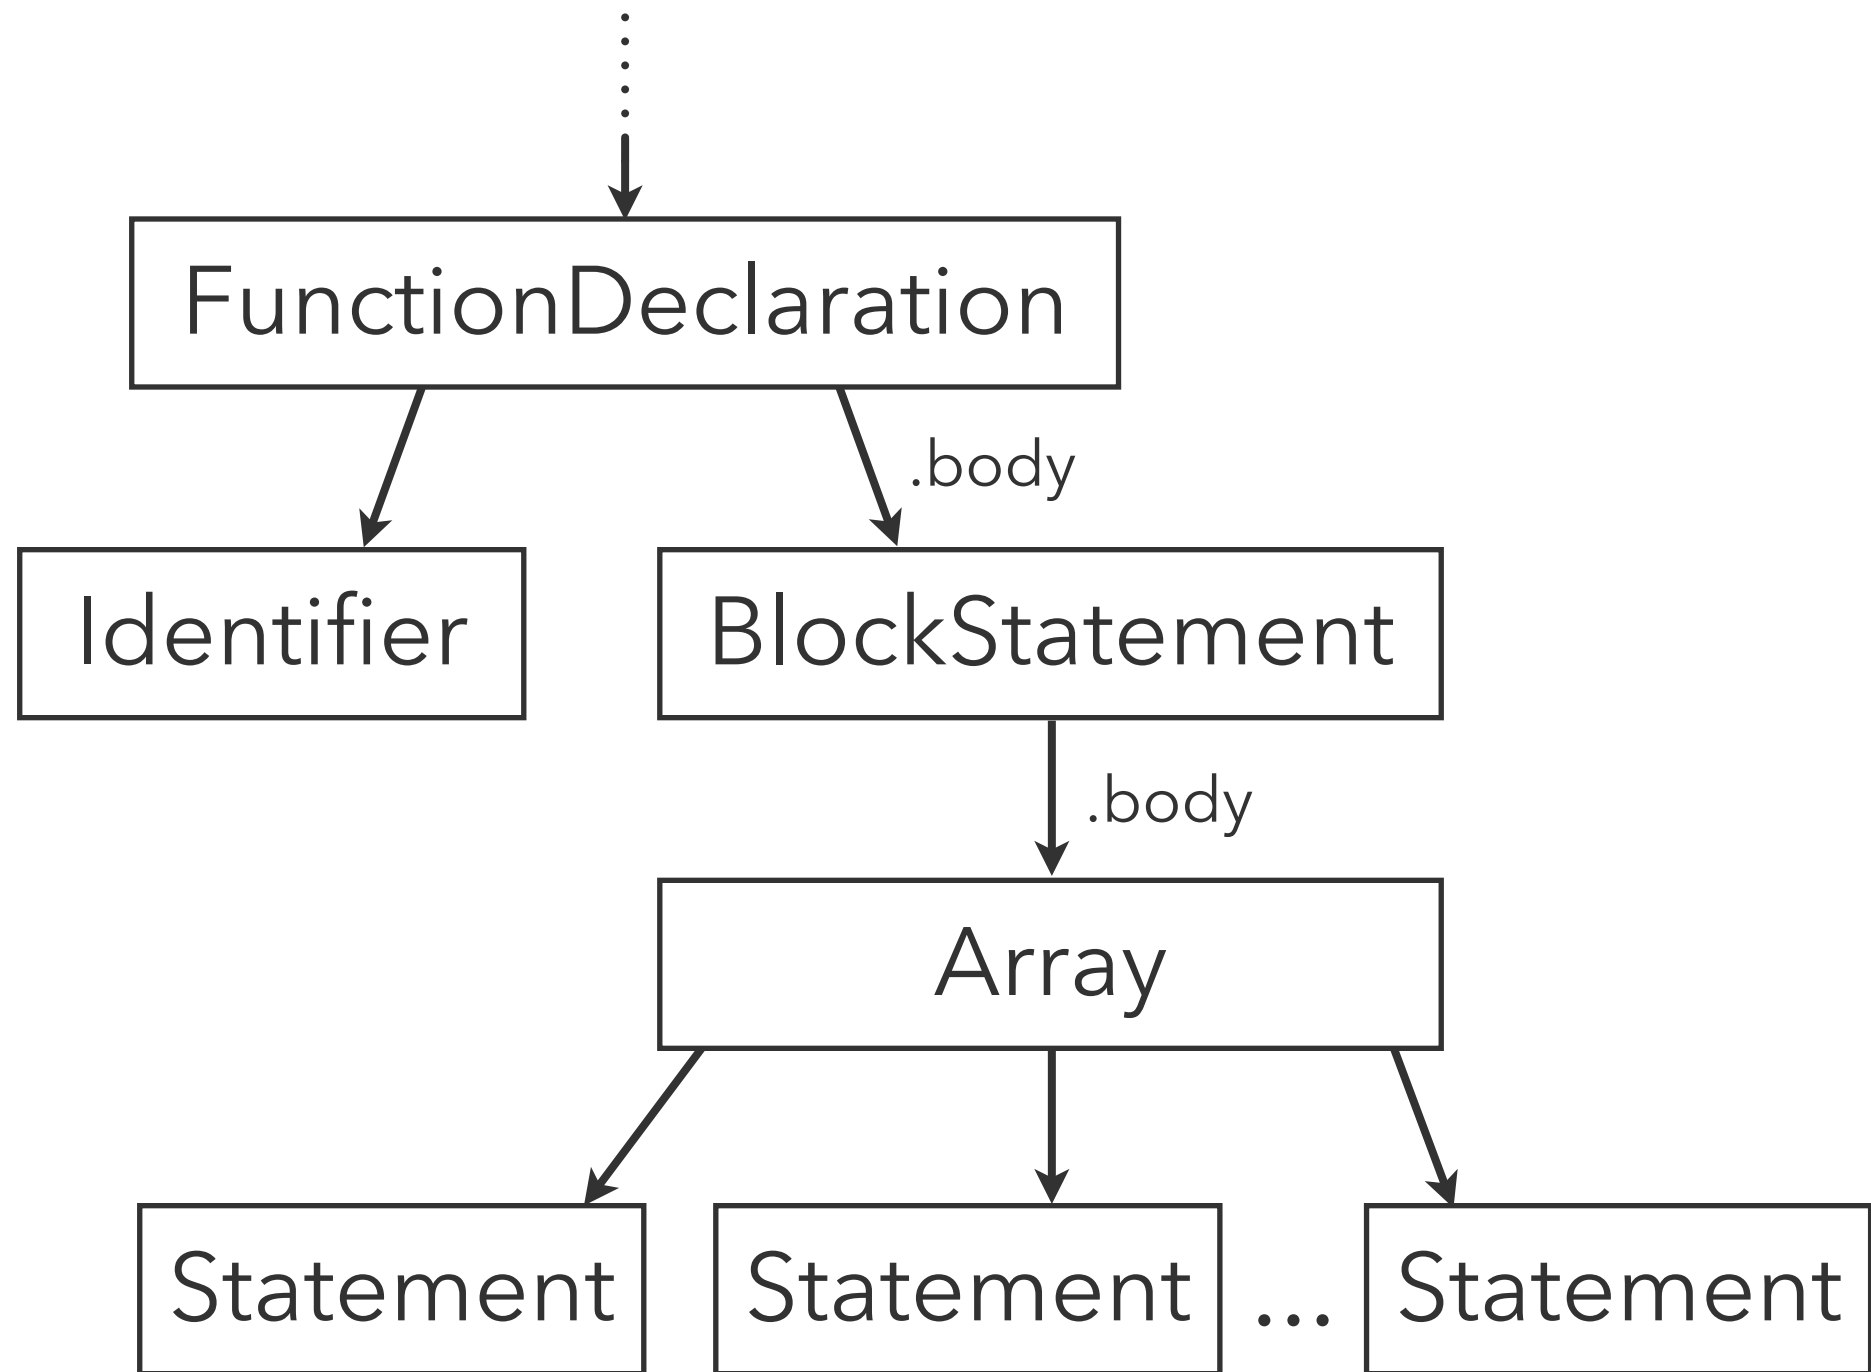 FunctionDeclaration
.body
Identifier
BlockStatement
.body
Array
Statement
Statement
...
Statement